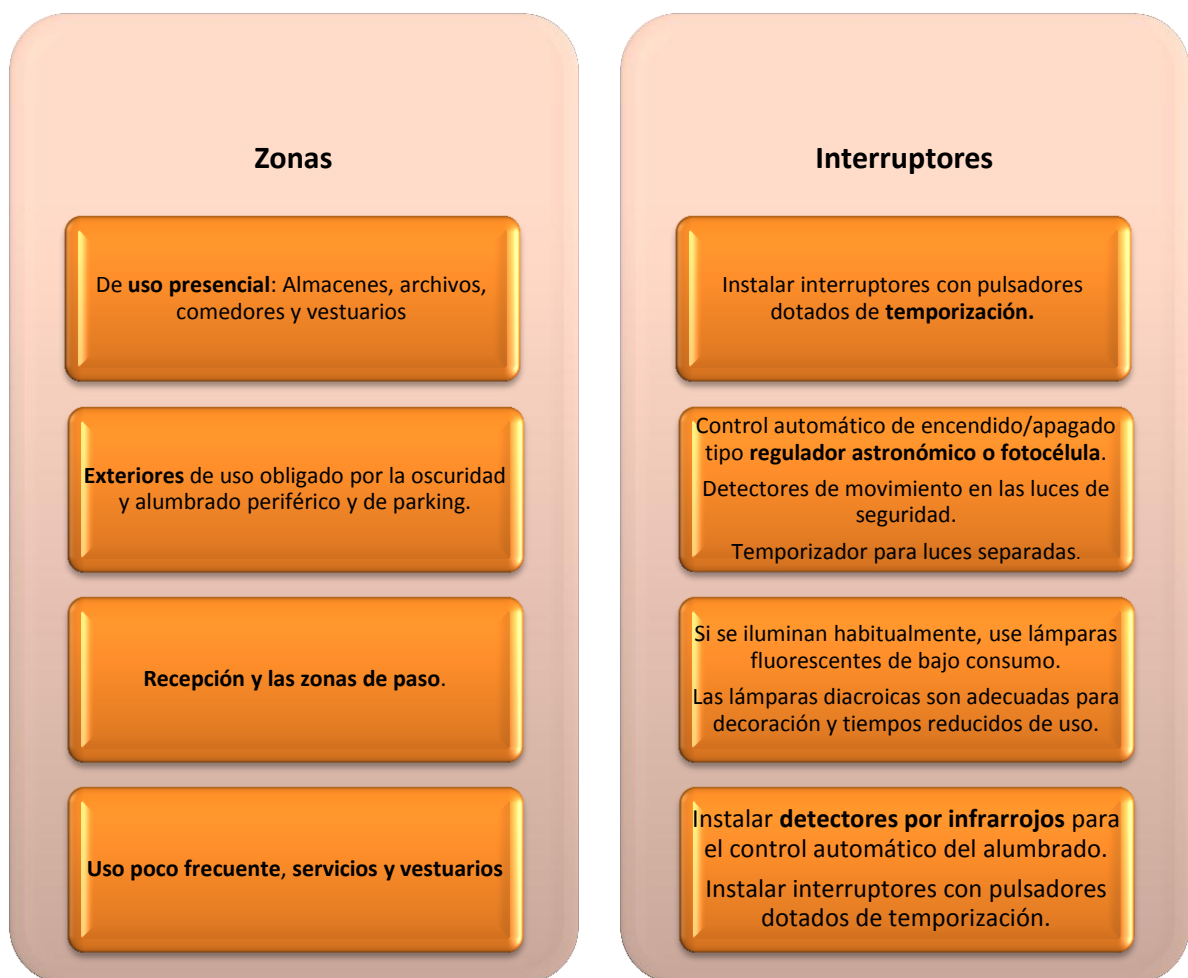 Zonas
De uso presencial: Almacenes, archivos,
comedores y vestuarios
Exteriores de uso obligado por la oscuridad
y alumbrado periférico y de parking.
Recepción y las zonas de paso.
Uso poco frecuente, servicios y vestuarios
Interruptores
Instalar interruptores con pulsadores
dotados de temporización.
Control automático de encendido/apagado
tipo regulador astronómico o fotocélula.
Detectores de movimiento en las luces de
seguridad.
Temporizador para luces separadas.
Si se iluminan habitualmente, use lámparas
fluorescentes de bajo consumo.
Las lámparas diacroicas son adecuadas para
decoración y tiempos reducidos de uso.
Instalar detectores por infrarrojos para
el control automático del alumbrado.
Instalar interruptores con pulsadores
dotados de temporización.